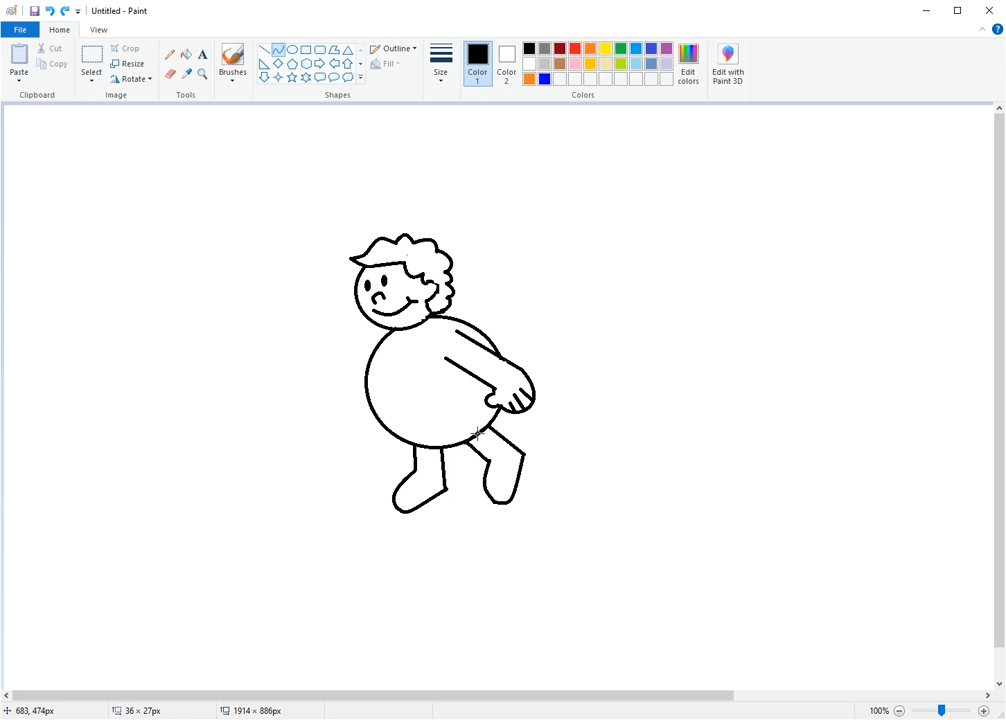 Untitled - Paint
File
Home
View
Paste
Cut
Copy
Clipboard
Select
Crop
Resize
Rotate
Image
A
Tools
Brushes
Outline
Fill
Shapes
Size
Color 1
Color 2
Edit colors
Colors
Edit with Paint 3D
683, 474px
36 × 27px
1914 × 886px
100%